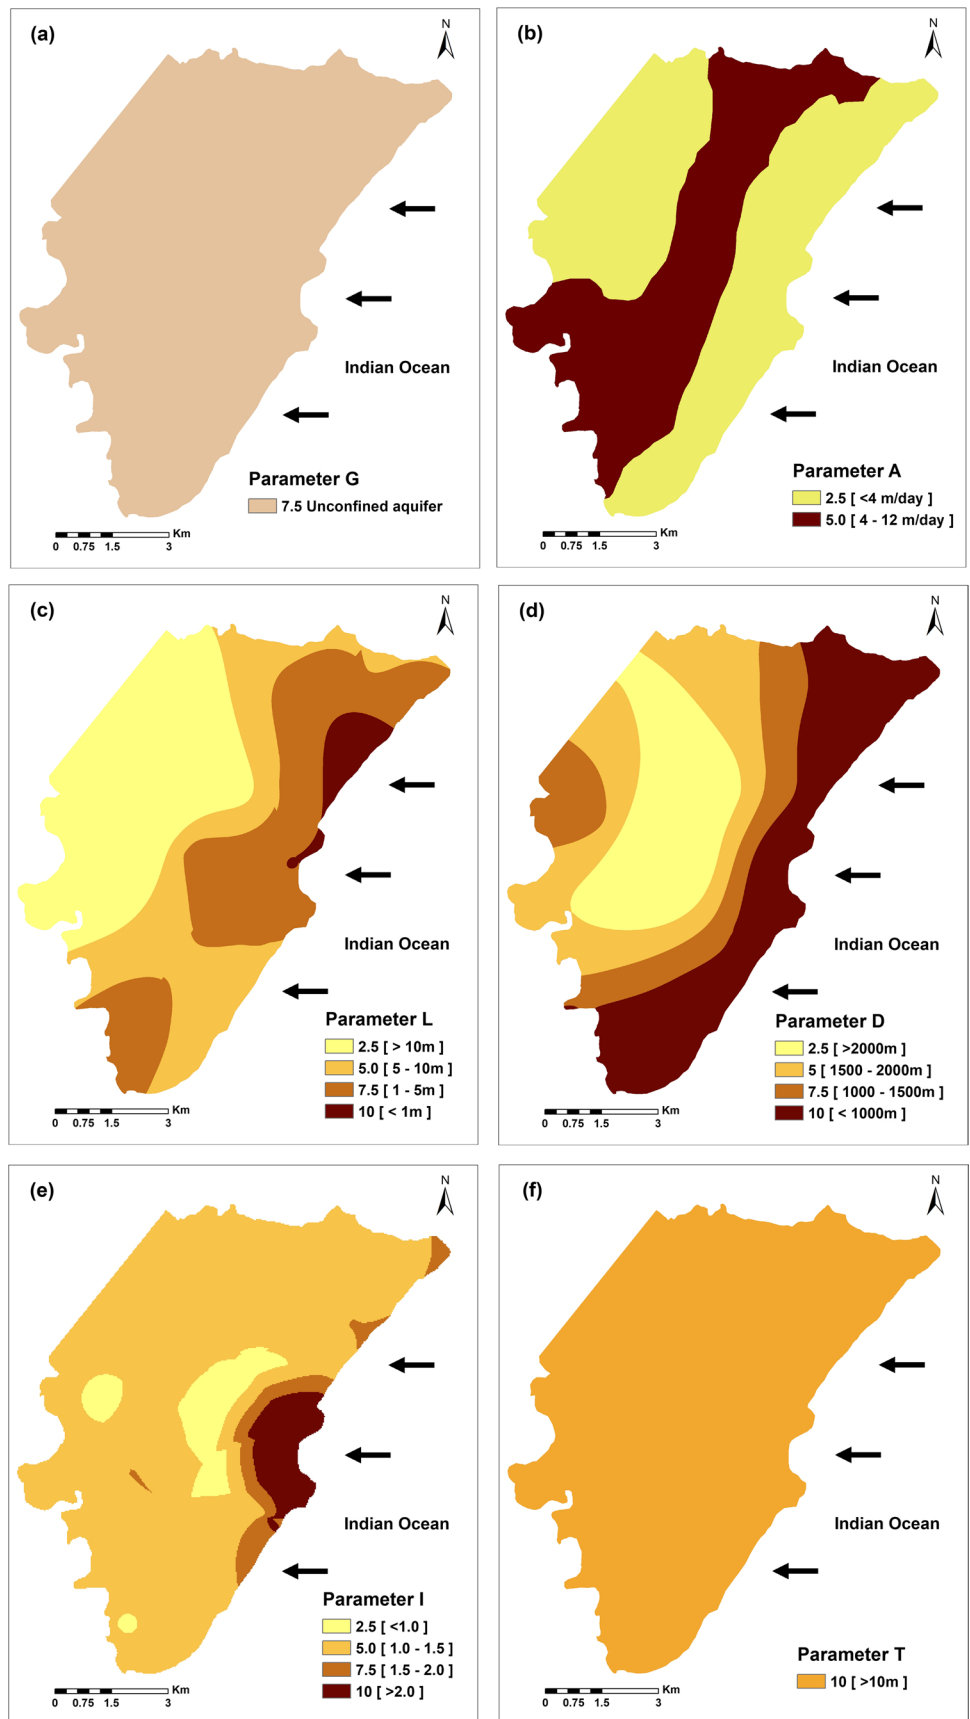 (a)
N
Indian Ocean
Parameter G
7.5 Unconfined aquifer
Km
0 0.75 1.5 3
(b)
N
Indian Ocean
Parameter A
2.5 [ <4 m/day ]
5.0 [ 4 - 12 m/day ]
Km
0 0.75 1.5 3
(c)
N
Indian Ocean
Parameter L
2.5 [ > 10m ]
5.0 [ 5 - 10m ]
7.5 [ 1 - 5m ]
10 [ < 1m ]
Km
0 0.75 1.5 3
(d)
N
Indian Ocean
Parameter D
2.5 [ >2000m ]
5 [ 1500 - 2000m ]
7.5 [ 1000 - 1500m ]
10 [ < 1000m ]
Km
0 0.75 1.5 3
(e)
N
Indian Ocean
Parameter I
2.5 [ <1.0 ]
5.0 [ 1.0 - 1.5 ]
7.5 [ 1.5 - 2.0 ]
10 [ >2.0 ]
Km
0 0.75 1.5 3
(f)
N
Indian Ocean
Parameter T
10 [ >10m ]
Km
0 0.75 1.5 3